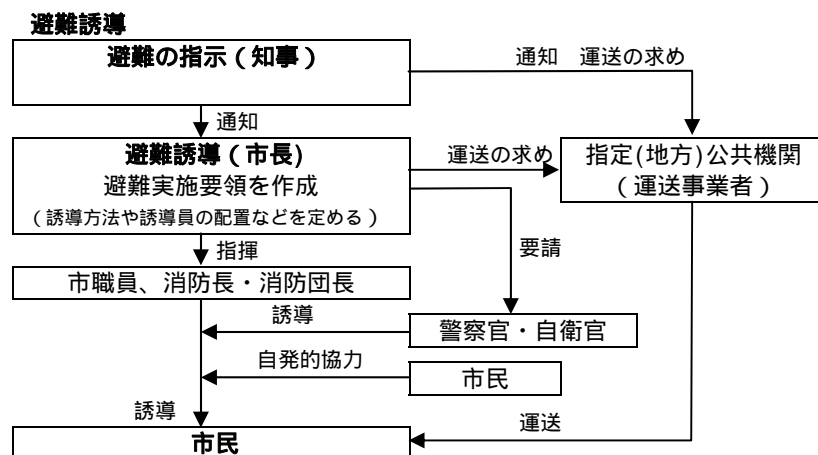 避難誘導
避難の指示（知事）
通知　運送の求め
通知
避難誘導（市長)
避難実施要領を作成
（誘導方法や誘導員の配置などを定める）
運送の求め
指定(地方)公共機関
（運送事業者）
指揮
要請
市職員、消防長・消防団長
誘導
警察官・自衛官
自発的協力
市民
誘導
運送
市民